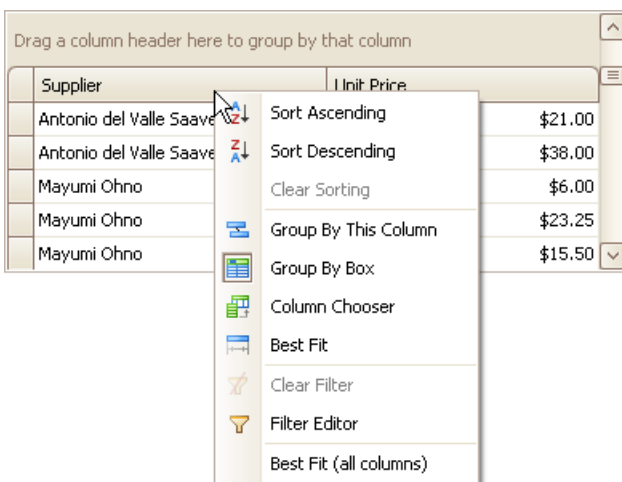 Drag a column header here to group by that column
Supplier Unit Price
Antonio del Valle Saave $21.00
Antonio del Valle Saave $38.00
Mayumi Ohno $6.00
Mayumi Ohno $23.25
Mayumi Ohno $15.50
Sort Ascending
Sort Descending
Clear Sorting
Group By This Column
Group By Box
Column Chooser
Best Fit
Clear Filter
Filter Editor
Best Fit (all columns)